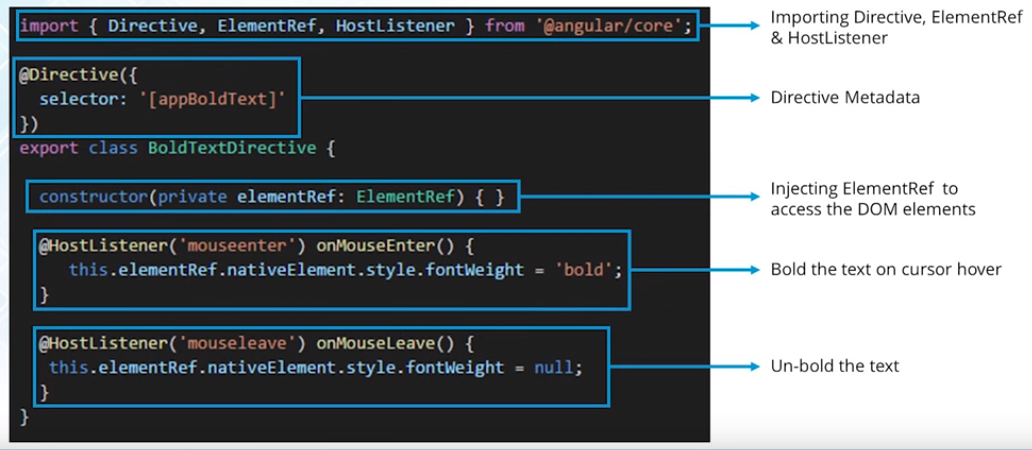 import { Directive, ElementRef, HostListener } from '@angular/core';
Importing Directive, ElementRef
& HostListener
@Directive({
selector: '[appBoldText]'
Directive Metadata
})
export class BoldTextDirective {
constructor(private elementRef: ElementRef) { }
Injecting ElementRef to
access the DOM elements
@HostListener('mouseenter') onMouseEnter() {
this.elementRef.nativeElement.style.fontWeight = 'bold';
Bold the text on cursor hover
}
@HostListener('mouseleave') onMouseLeave() {
this.elementRef.nativeElement.style.fontWeight = null;
Un-bold the text
}
}